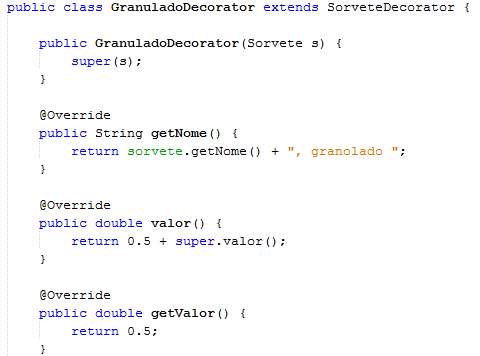 public class GranuladoDecorator extends SorveteDecorator {
public GranuladoDecorator(Sorvete s) {
super(s);
}
@Override
public String getNome() {
return sorvete.getNome() + ", granolado ";
}
@Override
public double valor() {
return 0.5 + super.valor();
}
@Override
public double getValor() {
return 0.5;
}